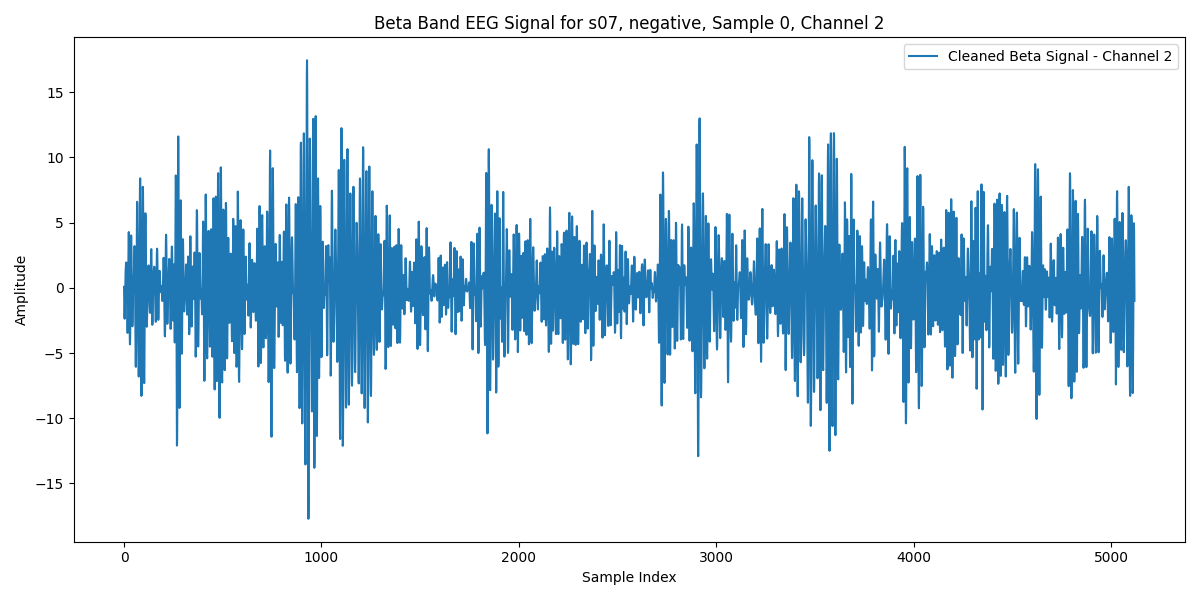 Beta Band EEG Signal for s07, negative, Sample 0, Channel 2
Cleaned Beta Signal - Channel 2
Amplitude
15
10
5
0
−5
−10
−15
0 1000 2000 3000 4000 5000
Sample Index